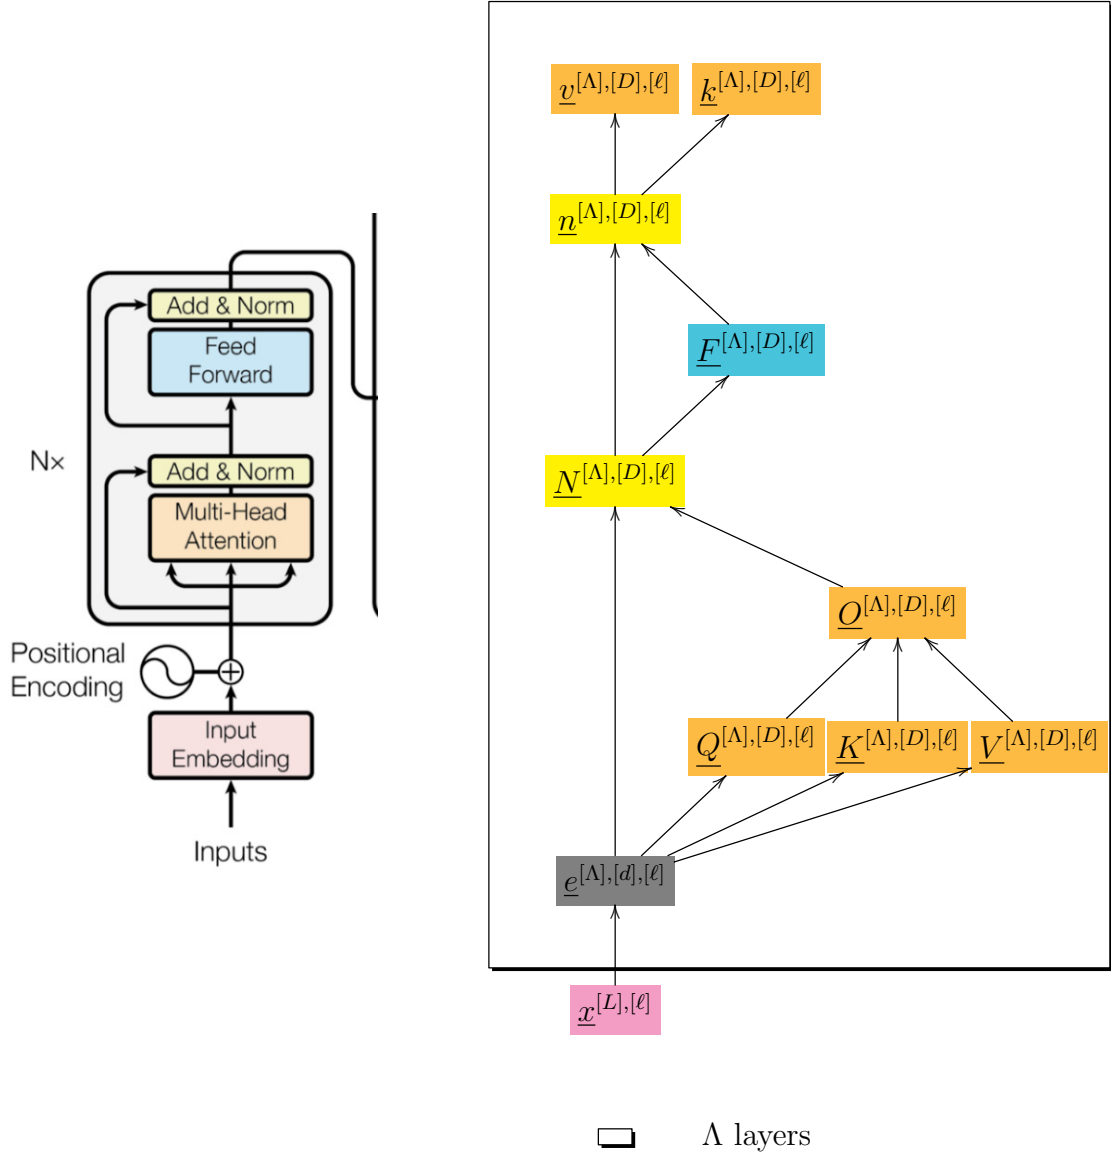 Add & Norm
Feed
Forward
N×
Add & Norm
Multi-Head
Attention
Positional
Encoding
Input
Embedding
Inputs
v^{[Λ],[D],[ℓ]} k^{[Λ],[D],[ℓ]}
n^{[Λ],[D],[ℓ]}
F^{[Λ],[D],[ℓ]}
N^{[Λ],[D],[ℓ]}
O^{[Λ],[D],[ℓ]}
Q^{[Λ],[D],[ℓ]} K^{[Λ],[D],[ℓ]} V^{[Λ],[D],[ℓ]}
e^{[Λ],[d],[ℓ]}
x^{[L],[ℓ]}
Λ layers